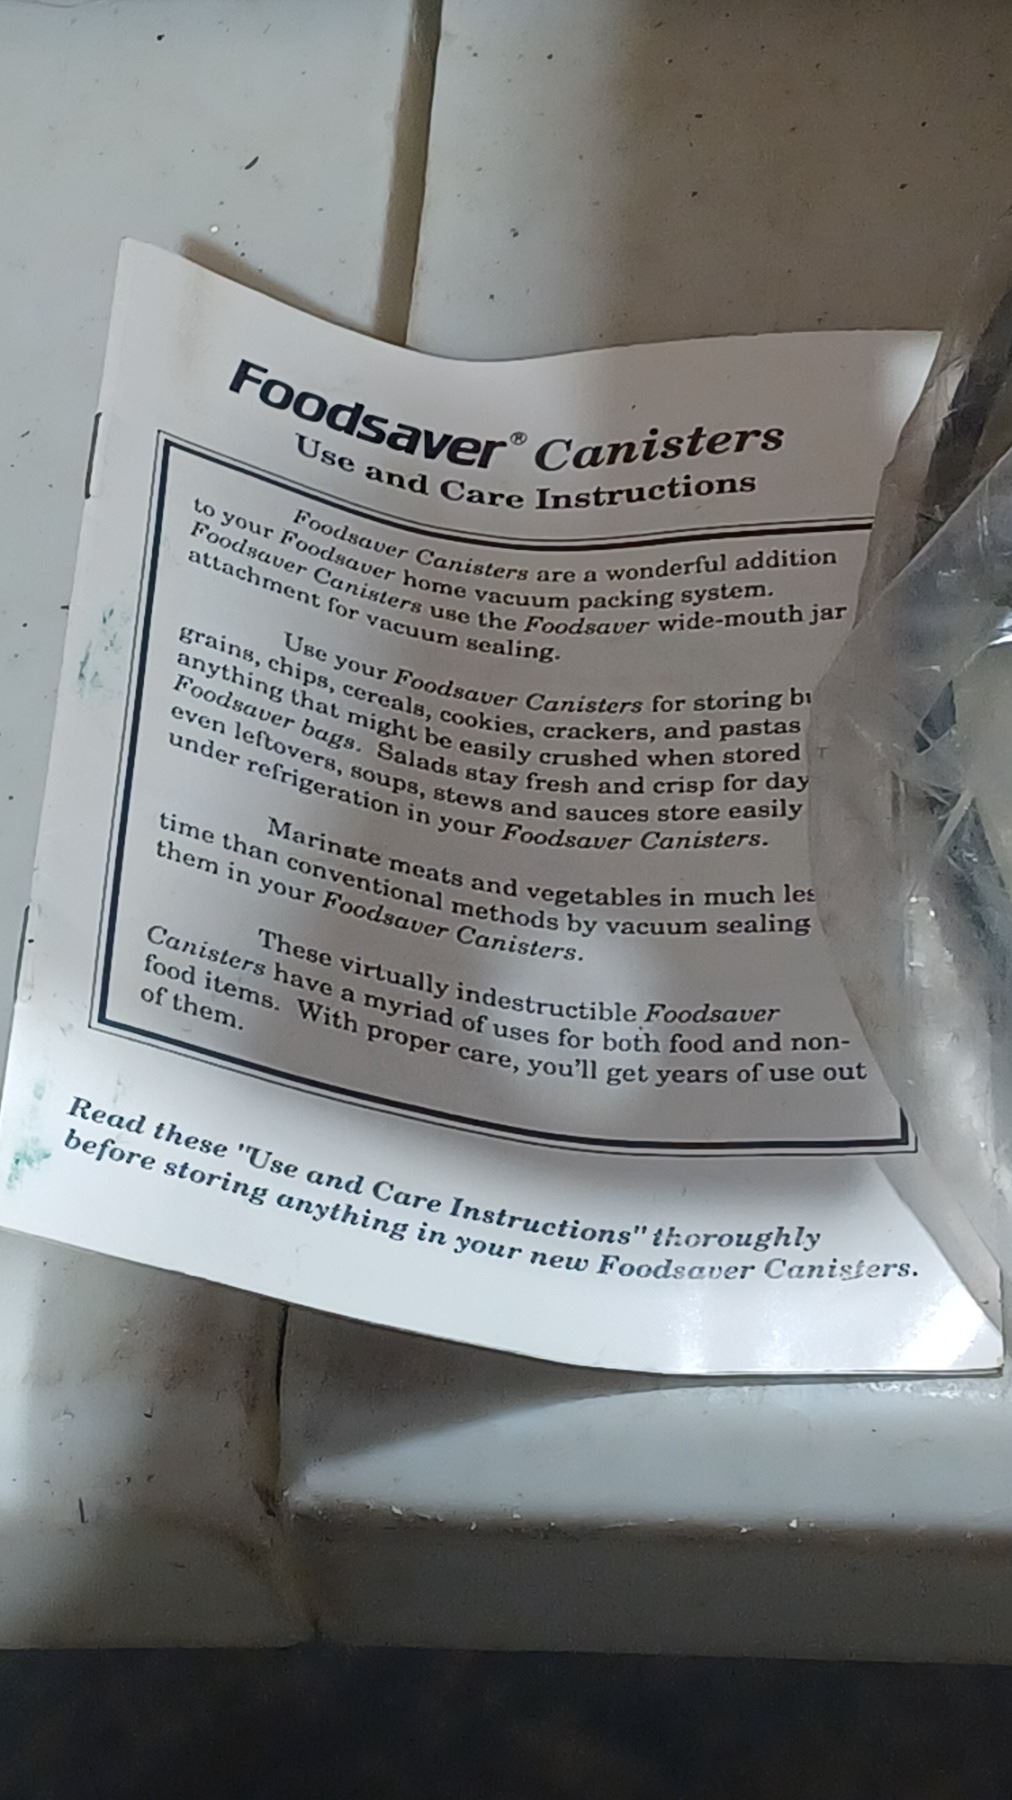 Foodsaver® Canisters
Use and Care Instructions
Foodsaver Canisters are a wonderful addition
to your Foodsaver home vacuum packing system.
Foodsaver Canisters use the Foodsaver wide-mouth jar
attachment for vacuum sealing.
Use your Foodsaver Canisters for storing
grains, chips, cereals, cookies, crackers, and pastas
anything that might be easily crushed when stored
Foodsaver bags. Salads stay fresh and crisp for
even leftovers, soups, stews and sauces store easily
under refrigeration in your Foodsaver Canisters.
Marinate meats and vegetables in much
time than conventional methods by vacuum sealing
them in your Foodsaver Canisters.
These virtually indestructible Foodsaver
Canisters have a myriad of uses for both food and non-
food items. With proper care, you'll get years of use out
of them.
Read these "Use and Care Instructions" thoroughly
before storing anything in your new Foodsaver Canisters.